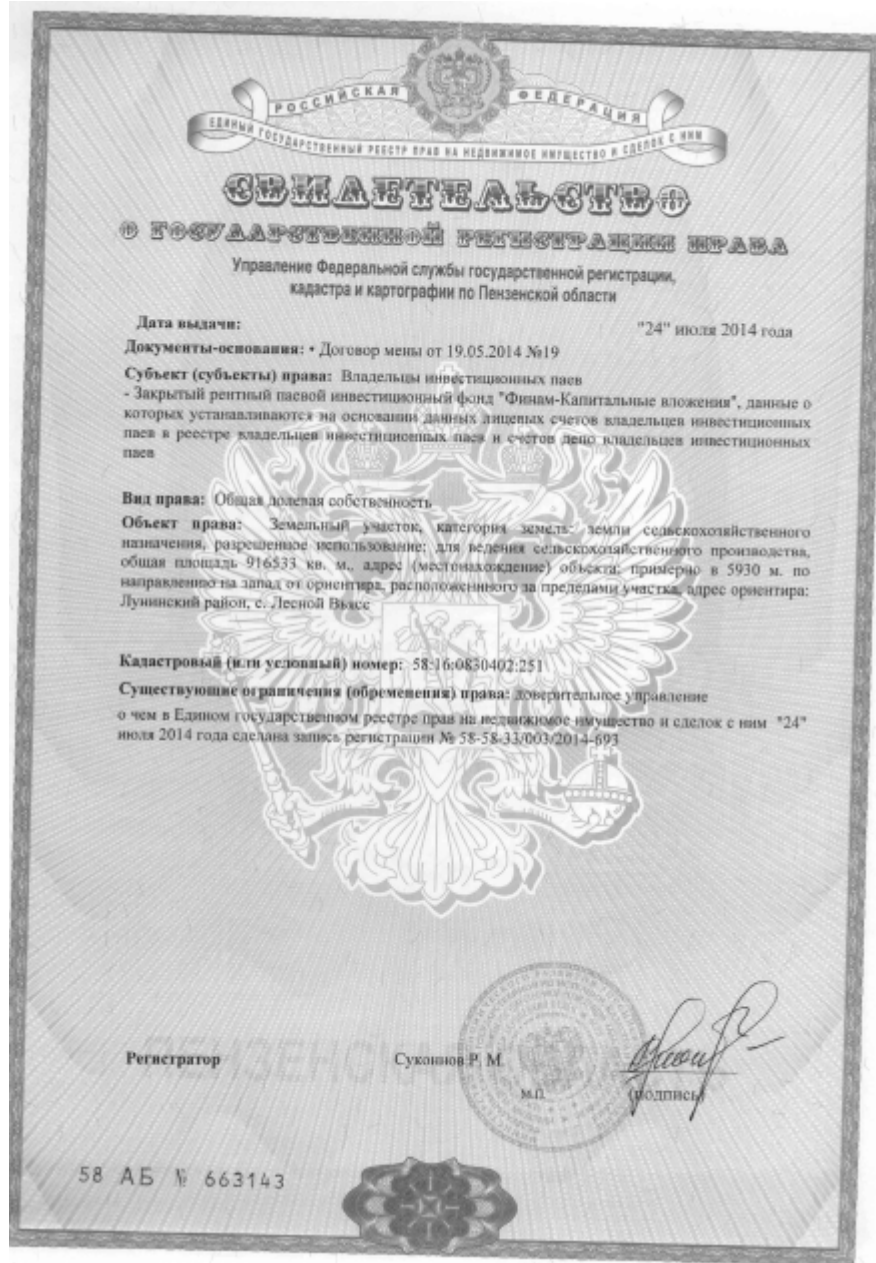 РОССИЙСКАЯ ФЕДЕРАЦИЯ
ЕДИНЫЙ ГОСУДАРСТВЕННЫЙ РЕЕСТР ПРАВ НА НЕДВИЖИМОЕ ИМУЩЕСТВО И СДЕЛОК С НИМ
СВИДЕТЕЛЬСТВО
О ГОСУДАРСТВЕННОЙ РЕГИСТРАЦИИ ПРАВА
Управление Федеральной службы государственной регистрации,
кадастра и картографии по Пензенской области
Дата выдачи: "24" июля 2014 года
Документы-основания: • Договор мены от 19.05.2014 №19
Субъект (субъекты) права: Владельцы инвестиционных паев
- Закрытый рентный паевой инвестиционный фонд "Финам-Капитальные вложения", данные о
которых устанавливаются на основании данных лицевых счетов владельцев инвестиционных
паев в реестре владельцев инвестиционных паев и счетов депо владельцев инвестиционных
паев
Вид права: Общая долевая собственность
Объект права: Земельный участок, категория земель: земли сельскохозяйственного
назначения, разрешенное использование: для ведения сельскохозяйственного производства,
общая площадь 916533 кв. м., адрес (местонахождение) объекта: примерно в 5930 м. по
направлению на запад от ориентира, расположенного за пределами участка, адрес ориентира:
Лунинский район, с. Лесной Вьясс
Кадастровый (или условный) номер: 58:16:0830402:251
Существующие ограничения (обременения) права: доверительное управление
о чем в Едином государственном реестре прав на недвижимое имущество и сделок с ним "24"
июля 2014 года сделана запись регистрации № 58-58-33/003/2014-693
Регистратор Суконнов Р. М.
м.п. (подпись)
58 АБ № 663143